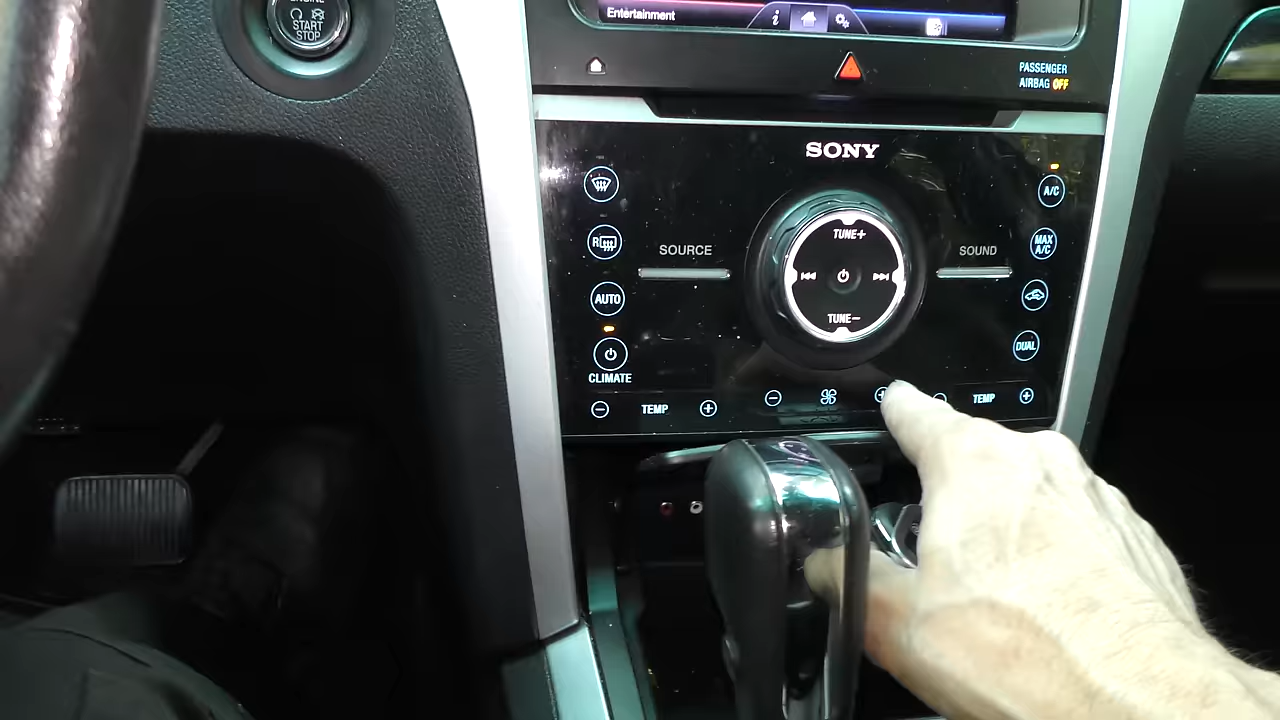 ENGINE
START
STOP
Entertainment
i
PASSENGER
AIRBAG OFF
SONY
A/C
R
MAX
A/C
TUNE+
SOURCE
SOUND
AUTO
TUNE−
DUAL
CLIMATE
− TEMP +
− +
TEMP +